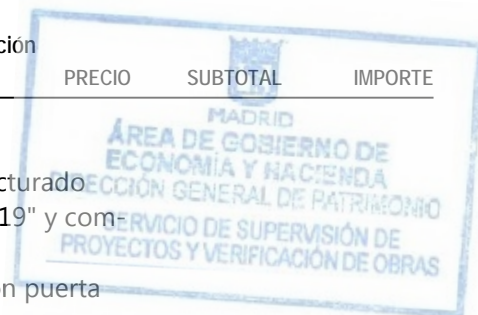 ción
PRECIO SUBTOTAL IMPORTE
MADRID
ÁREA DE GOBIERNO DE
ECONOMÍA Y HACIENDA
cturado
DIRECCIÓN GENERAL DE PATRIMONIO
19" y com-
SERVICIO DE SUPERVISIÓN DE
PROYECTOS Y VERIFICACIÓN DE OBRAS
n puerta